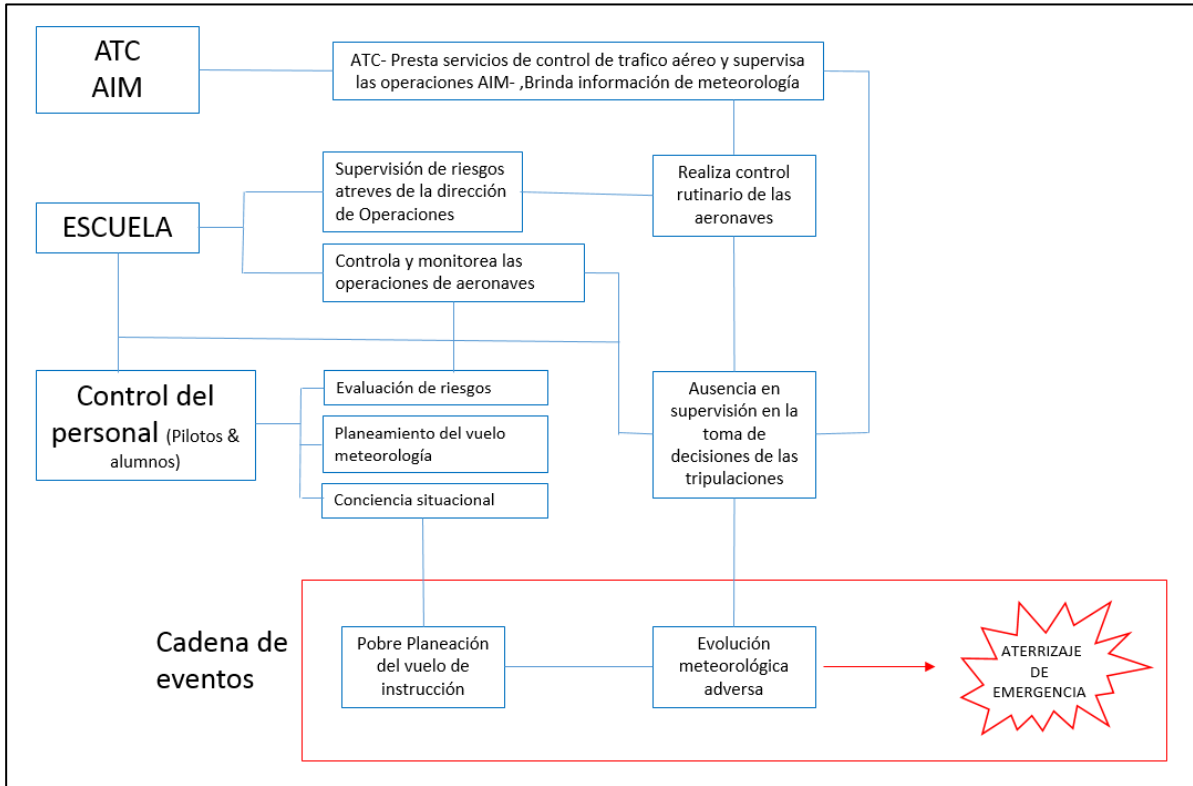 ATC
AIM
ATC- Presta servicios de control de trafico aéreo y supervisa
las operaciones AIM- ,Brinda información de meteorología
Supervisión de riesgos
atreves de la dirección
de Operaciones
Realiza control
rutinario de las
aeronaves
ESCUELA
Controla y monitorea las
operaciones de aeronaves
Control del
personal (Pilotos &
alumnos)
Evaluación de riesgos
Planeamiento del vuelo
meteorología
Conciencia situacional
Ausencia en
supervisión en la
toma de
decisiones de las
tripulaciones
Cadena de
eventos
Pobre Planeación
del vuelo de
instrucción
Evolución
meteorológica
adversa
ATERRIZAJE
DE
EMERGENCIA